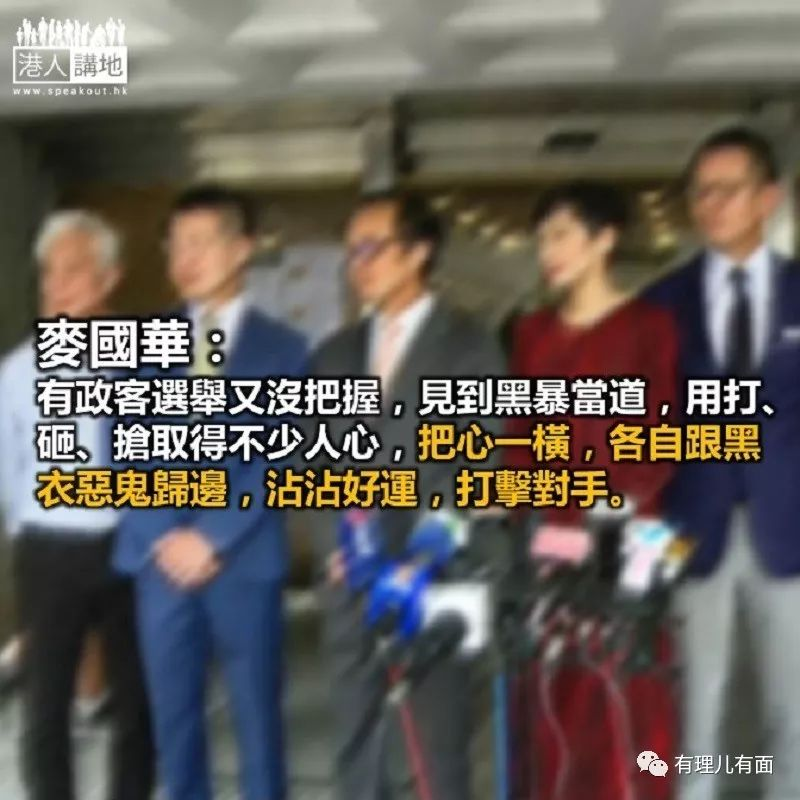 港人講地
www.speakout.hk
麥國華：
有政客選舉又沒把握，見到黑暴當道，用打、
砸、搶取得不少人心，把心一橫，各自跟黑
衣惡鬼歸邊，沾沾好運，打擊對手。
有理儿有面